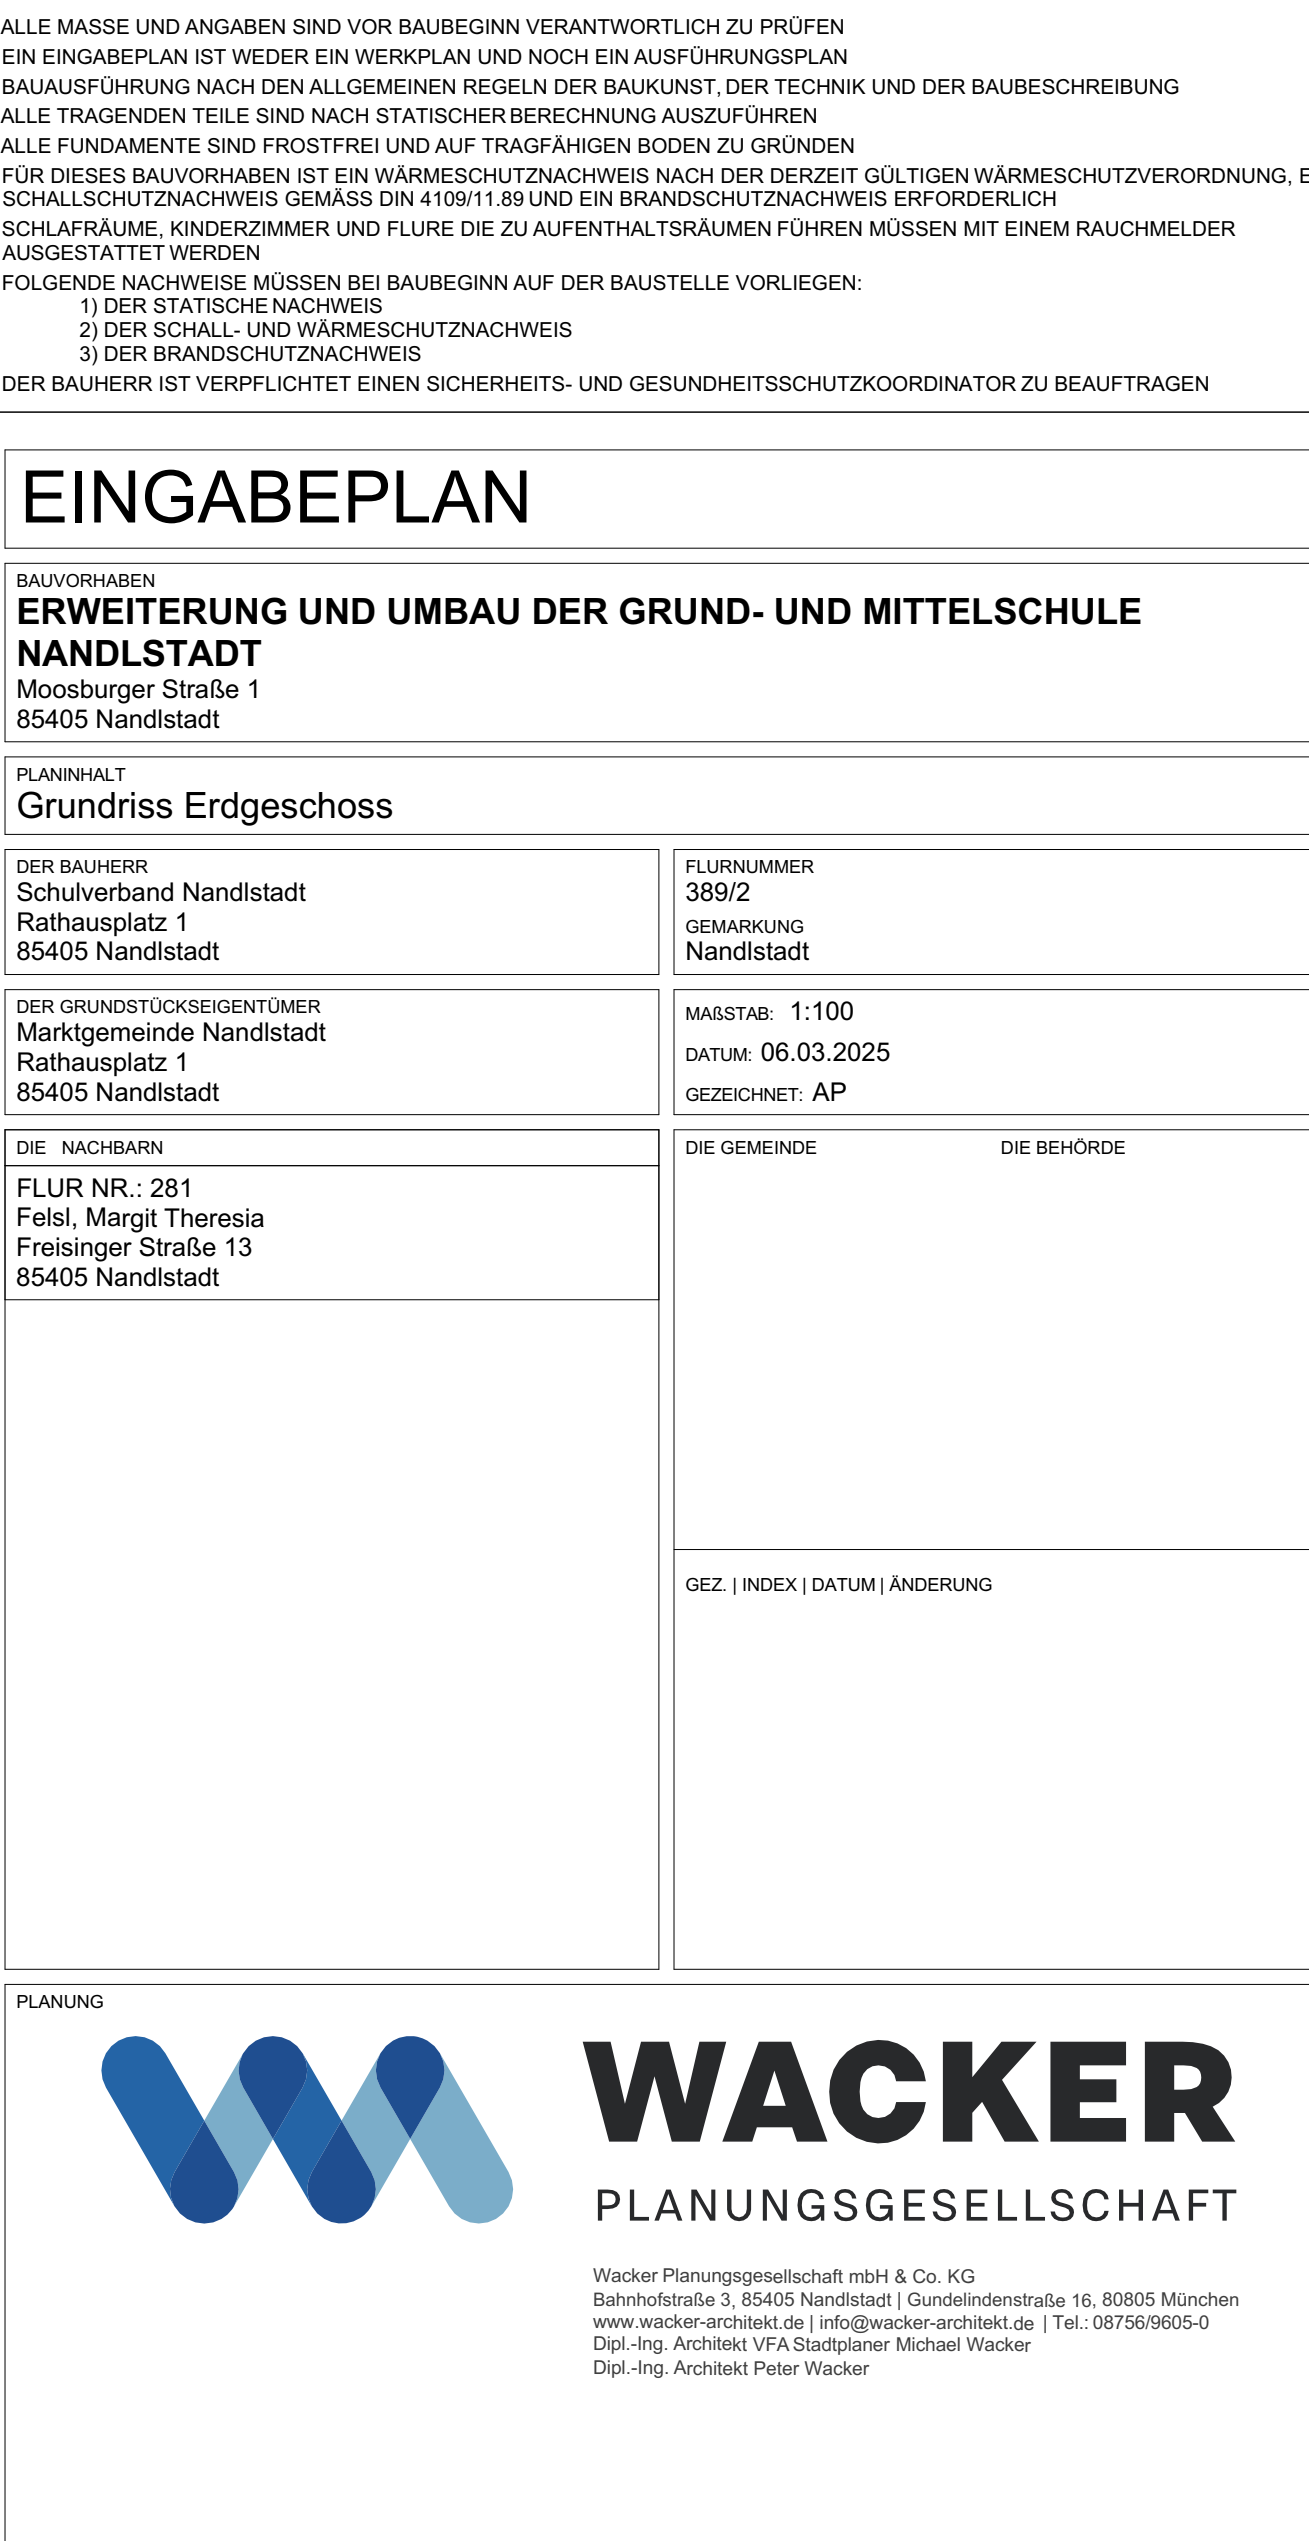 ALLE MASSE UND ANGABEN SIND VOR BAUBEGINN VERANTWORTLICH ZU PRÜFEN
EIN EINGABEPLAN IST WEDER EIN WERKPLAN UND NOCH EIN AUSFÜHRUNGSPLAN
BAUAUSFÜHRUNG NACH DEN ALLGEMEINEN REGELN DER BAUKUNST, DER TECHNIK UND DER BAUBESCHREIBUNG
ALLE TRAGENDEN TEILE SIND NACH STATISCHER BERECHNUNG AUSZUFÜHREN
ALLE FUNDAMENTE SIND FROSTFREI UND AUF TRAGFÄHIGEN BODEN ZU GRÜNDEN
FÜR DIESES BAUVORHABEN IST EIN WÄRMESCHUTZNACHWEIS NACH DER DERZEIT GÜLTIGEN WÄRMESCHUTZVERORDNUNG,
SCHALLSCHUTZNACHWEIS GEMÄSS DIN 4109/11.89 UND EIN BRANDSCHUTZNACHWEIS ERFORDERLICH
SCHLAFRÄUME, KINDERZIMMER UND FLURE DIE ZU AUFENTHALTSRÄUMEN FÜHREN MÜSSEN MIT EINEM RAUCHMELDER
AUSGESTATTET WERDEN
FOLGENDE NACHWEISE MÜSSEN BEI BAUBEGINN AUF DER BAUSTELLE VORLIEGEN:
1) DER STATISCHE NACHWEIS
2) DER SCHALL- UND WÄRMESCHUTZNACHWEIS
3) DER BRANDSCHUTZNACHWEIS
DER BAUHERR IST VERPFLICHTET EINEN SICHERHEITS- UND GESUNDHEITSSCHUTZKOORDINATOR ZU BEAUFTRAGEN
EINGABEPLAN
BAUVORHABEN
ERWEITERUNG UND UMBAU DER GRUND- UND MITTELSCHULE
NANDLSTADT
Moosburger Straße 1
85405 Nandlstadt
PLANINHALT
Grundriss Erdgeschoss
DER BAUHERR
Schulverband Nandlstadt
Rathausplatz 1
85405 Nandlstadt
FLURNUMMER
389/2
GEMARKUNG
Nandlstadt
DER GRUNDSTÜCKSEIGENTÜMER
Marktgemeinde Nandlstadt
Rathausplatz 1
85405 Nandlstadt
MAßSTAB: 1:100
DATUM: 06.03.2025
GEZEICHNET: AP
DIE NACHBARN
FLUR NR.: 281
Felsl, Margit Theresia
Freisinger Straße 13
85405 Nandlstadt
DIE GEMEINDE DIE BEHÖRDE
GEZ. | INDEX | DATUM | ÄNDERUNG
PLANUNG
WACKER
PLANUNGSGESELLSCHAFT
Wacker Planungsgesellschaft mbH & Co. KG
Bahnhofstraße 3, 85405 Nandlstadt | Gundelindenstraße 16, 80805 München
www.wacker-architekt.de | info@wacker-architekt.de | Tel.: 08756/9605-0
Dipl.-Ing. Architekt VFA Stadtplaner Michael Wacker
Dipl.-Ing. Architekt Peter Wacker